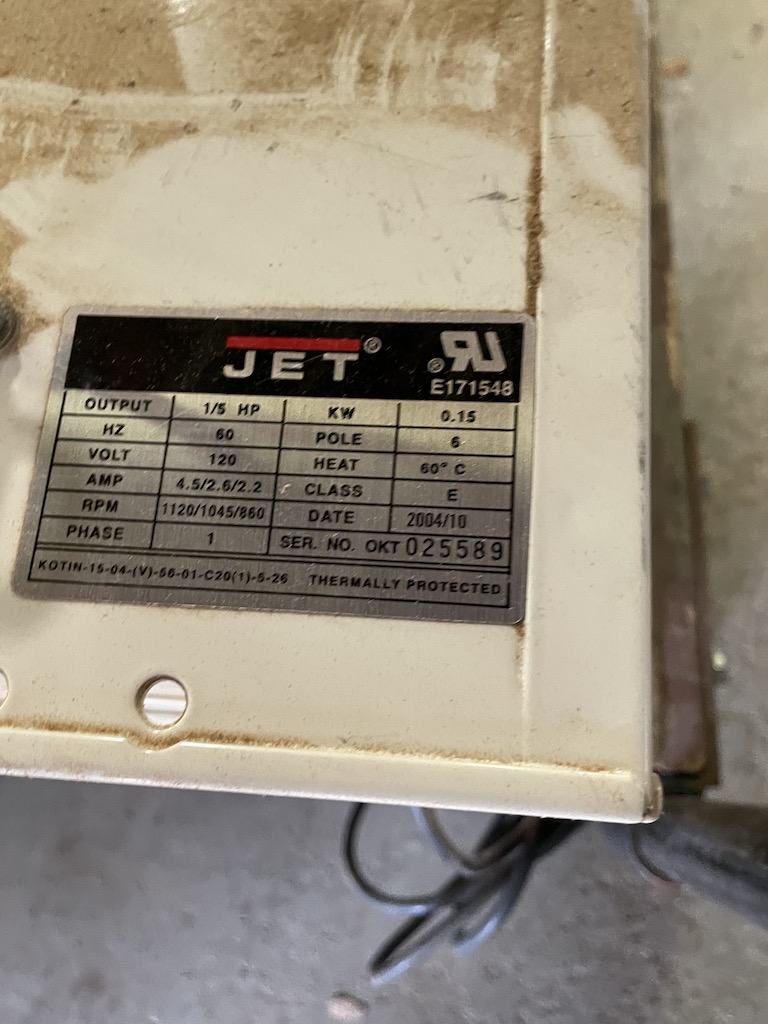 JET®
® RU
E171548
OUTPUT 1/5 HP KW 0.15
HZ 60 POLE 6
VOLT 120 HEAT 60° C
AMP 4.5/2.6/2.2 CLASS E
RPM 1120/1045/860 DATE 2004/10
PHASE 1 SER. NO. OKT 025589
KOTIN-15-04-(V)-56-01-C20(1)-5-26 THERMALLY PROTECTED